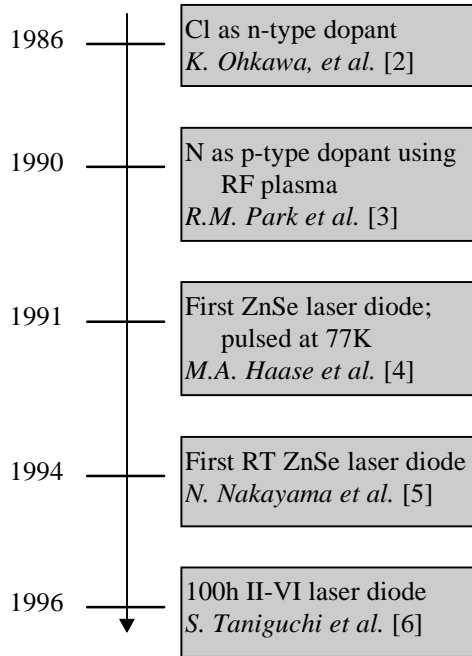 1986
Cl as n-type dopant
K. Ohkawa, et al. [2]
1990
N as p-type dopant using
RF plasma
R.M. Park et al. [3]
1991
First ZnSe laser diode;
pulsed at 77K
M.A. Haase et al. [4]
1994
First RT ZnSe laser diode
N. Nakayama et al. [5]
1996
100h II-VI laser diode
S. Taniguchi et al. [6]